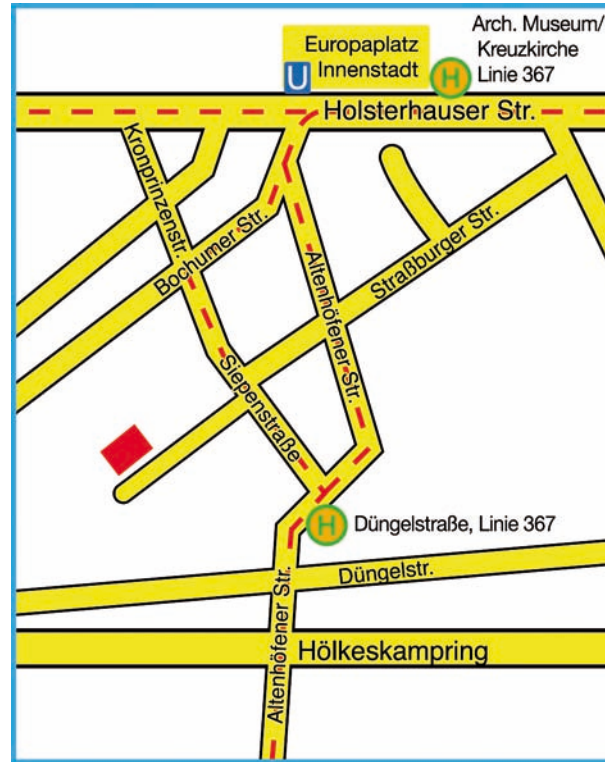 Arch. Museum/
Kreuzkirche
Linie 367
H
Europaplatz
Innenstadt
U
Holsterhauser Str.
Kronprinzenstr.
Bochumer Str.
Altenhöfener Str.
Straßburger Str.
Siepenstraße
H
Düngelstraße, Linie 367
Düngelstr.
Altenhöfener Str.
Hölkeskampring